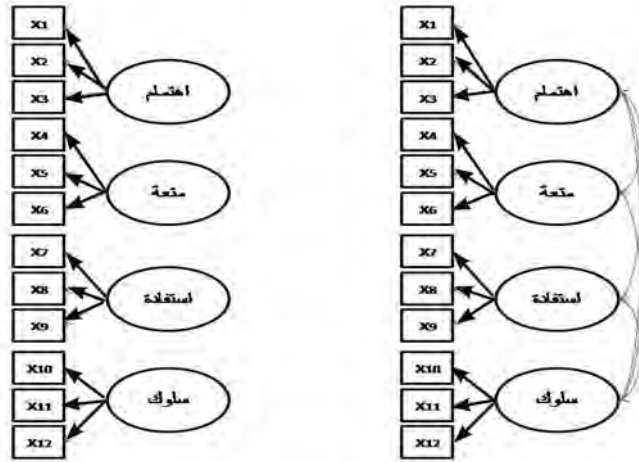 X1
X2
X3
اهتمام
X4
X5
X6
متعة
X7
X8
X9
استفادة
X10
X11
X12
سلوك
X1
X2
X3
اهتمام
X4
X5
X6
متعة
X7
X8
X9
استفادة
X10
X11
X12
سلوك